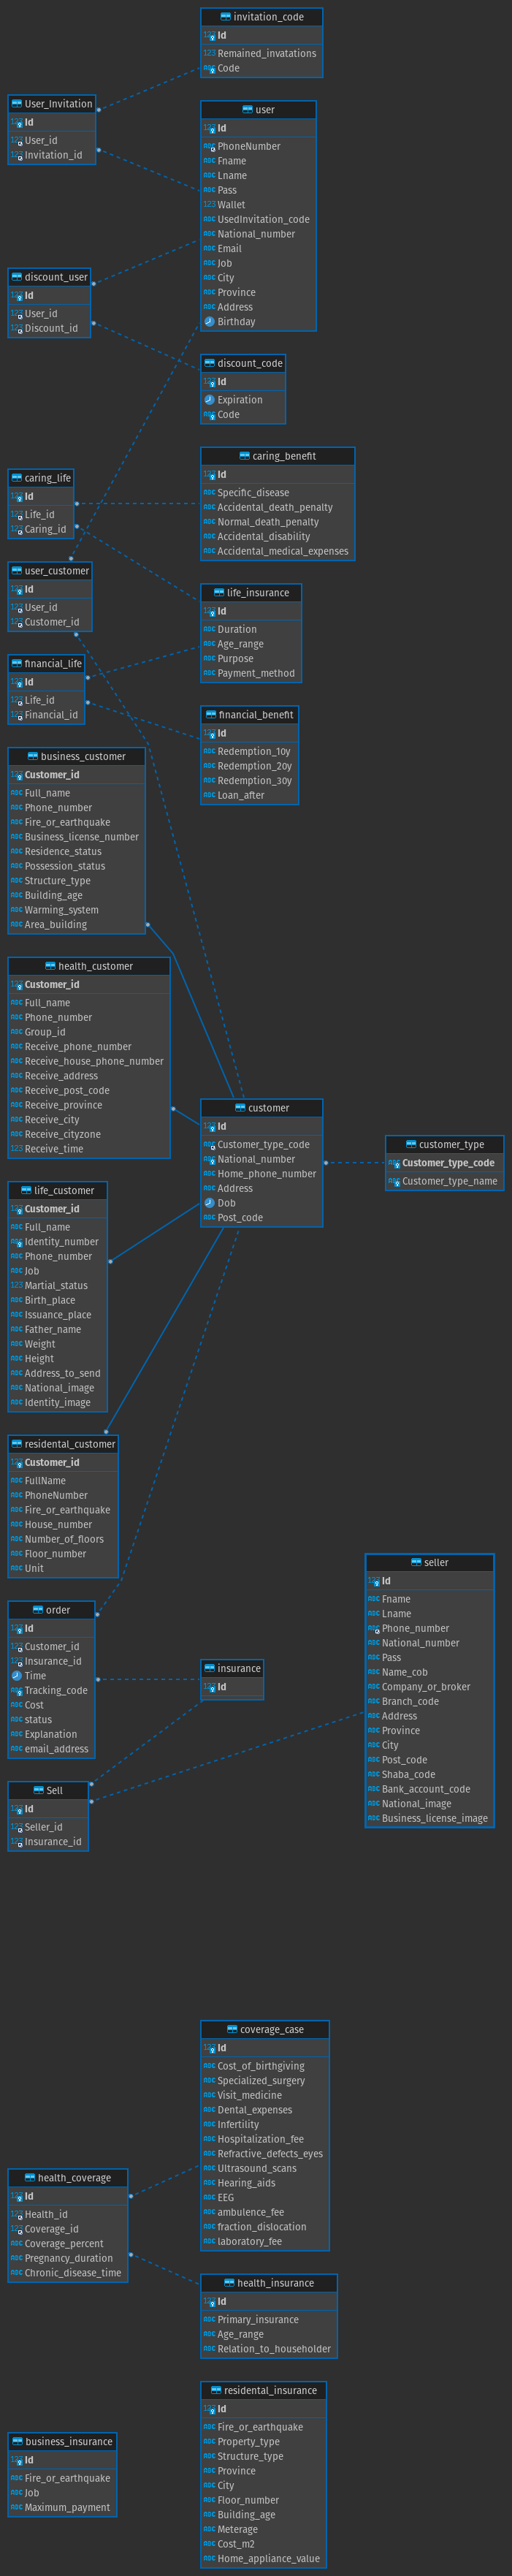 invitation_code
Id
Remained_invatations
Code
User_Invitation
Id
User_id
Invitation_id
user
Id
PhoneNumber
Fname
Lname
Pass
Wallet
UsedInvitation_code
National_number
Email
Job
City
Province
Address
Birthday
discount_user
Id
User_id
Discount_id
discount_code
Id
Expiration
Code
caring_benefit
Id
Specific_disease
Accidental_death_penalty
Normal_death_penalty
Accidental_disability
Accidental_medical_expenses
caring_life
Id
Life_id
Caring_id
user_customer
Id
User_id
Customer_id
life_insurance
Id
Duration
Age_range
Purpose
Payment_method
financial_life
Id
Life_id
Financial_id
financial_benefit
Id
Redemption_10y
Redemption_20y
Redemption_30y
Loan_after
business_customer
Customer_id
Full_name
Phone_number
Fire_or_earthquake
Business_license_number
Residence_status
Possession_status
Structure_type
Building_age
Warming_system
Area_building
health_customer
Customer_id
Full_name
Phone_number
Group_id
Receive_phone_number
Receive_house_phone_number
Receive_address
Receive_post_code
Receive_province
Receive_city
Receive_cityzone
Receive_time
customer
Id
Customer_type_code
National_number
Home_phone_number
Address
Dob
Post_code
customer_type
Customer_type_code
Customer_type_name
life_customer
Customer_id
Full_name
Identity_number
Phone_number
Job
Martial_status
Birth_place
Issuance_place
Father_name
Weight
Height
Address_to_send
National_image
Identity_image
residental_customer
Customer_id
FullName
PhoneNumber
Fire_or_earthquake
House_number
Number_of_floors
Floor_number
Unit
seller
Id
Fname
Lname
Phone_number
National_number
Pass
Name_cob
Company_or_broker
Branch_code
Address
Province
City
Post_code
Shaba_code
Bank_account_code
National_image
Business_license_image
order
Id
Customer_id
Insurance_id
Time
Tracking_code
Cost
status
Explanation
email_address
insurance
Id
Sell
Id
Seller_id
Insurance_id
coverage_case
Id
Cost_of_birthgiving
Specialized_surgery
Visit_medicine
Dental_expenses
Infertility
Hospitalization_fee
Refractive_defects_eyes
Ultrasound_scans
Hearing_aids
EEG
ambulence_fee
fraction_dislocation
laboratory_fee
health_coverage
Id
Health_id
Coverage_id
Coverage_percent
Pregnancy_duration
Chronic_disease_time
health_insurance
Id
Primary_insurance
Age_range
Relation_to_householder
residental_insurance
Id
Fire_or_earthquake
Property_type
Structure_type
Province
City
Floor_number
Building_age
Meterage
Cost_m2
Home_appliance_value
business_insurance
Id
Fire_or_earthquake
Job
Maximum_payment